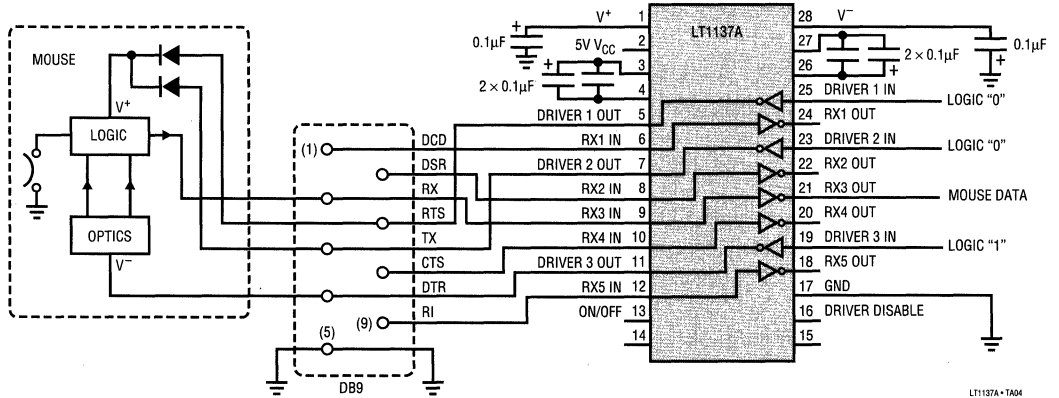 MOUSE
V+
LOGIC
OPTICS
V–
(1)
DCD
DSR
RX
RTS
TX
CTS
DTR
RI
(9)
(5)
DB9
0.1µF
+
V+
5V VCC
2 × 0.1µF
+
DRIVER 1 OUT
RX1 IN
DRIVER 2 OUT
RX2 IN
RX3 IN
RX4 IN
DRIVER 3 OUT
RX5 IN
ON/OFF
1
2
3
4
5
6
7
8
9
10
11
12
13
14
LT1137A
28 V–
27
26
25 DRIVER 1 IN
24 RX1 OUT
23 DRIVER 2 IN
22 RX2 OUT
21 RX3 OUT
20 RX4 OUT
19 DRIVER 3 IN
18 RX5 OUT
17 GND
16 DRIVER DISABLE
15
2 × 0.1µF
+
0.1µF
+
LOGIC “0”
LOGIC “0”
MOUSE DATA
LOGIC “1”
LT1137A • TA04